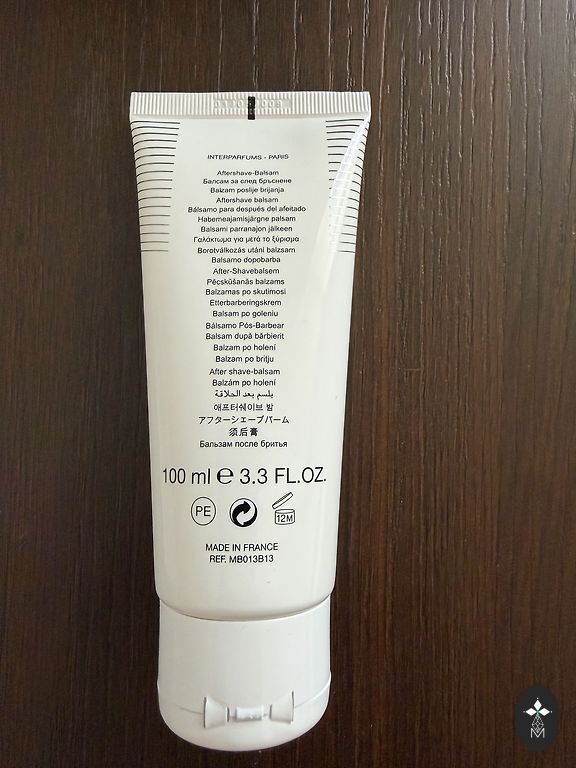 INTERPARFUMS - PARIS
Aftershave-Balsam
Балсам за след бръснене
Balzam poslije brijanja
Aftershave balsam
Bálsamo para después del afeitado
Habemeajamisjärgne palsam
Balsami parranajon jälkeen
Γαλάκτωμα για μετά το ξύρισμα
Borotválkozás utáni balzsam
Balsamo dopobarba
After-Shavebalsem
Pēcskūšanās balzams
Balzamas po skutimosi
Etterbarberingskrem
Balsam po goleniu
Bálsamo Pós-Barbear
Balsam după bărbierit
Balzam po holení
Balzam po britju
After shave-balsam
Balzám po holení
بلسم بعد الحلاقة
애프터쉐이브 밤
アフターシェーブバーム
须后膏
Бальзам после бритья
100 ml ℮ 3.3 FL.OZ.
PE
12M
MADE IN FRANCE
REF. MB013B13
M